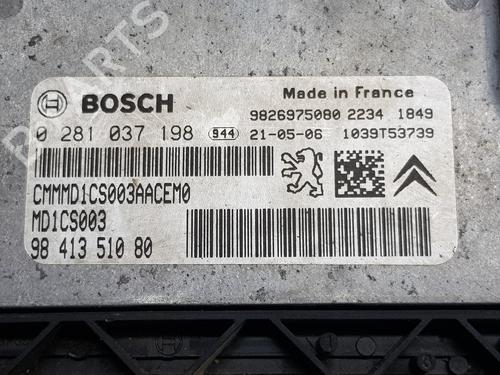 BOSCH
Made in France
9826975080 2234 1849
0 281 037 198 944 21-05-06 1039T53739
CMMMD1CS003AACEM0
MD1CS003
98 413 510 80
PARTS